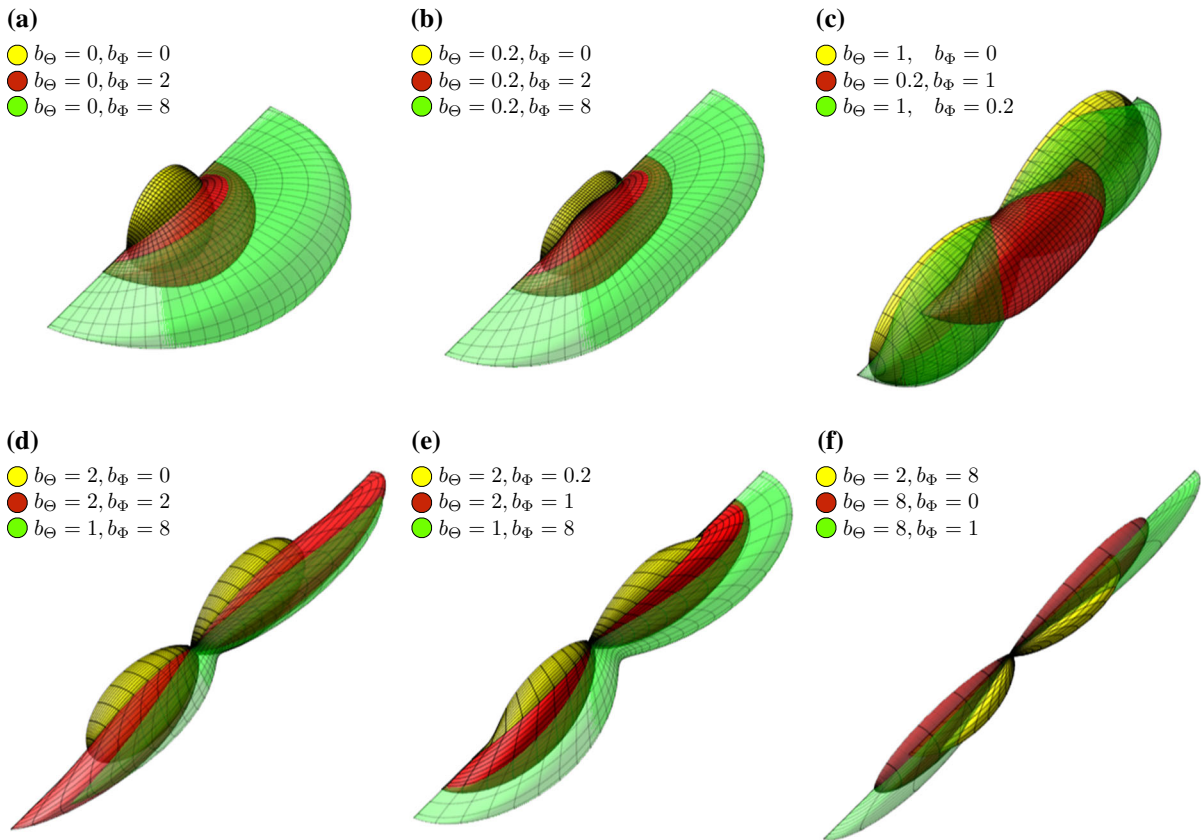 (a)
b_Θ = 0, b_Φ = 0
b_Θ = 0, b_Φ = 2
b_Θ = 0, b_Φ = 8
(b)
b_Θ = 0.2, b_Φ = 0
b_Θ = 0.2, b_Φ = 2
b_Θ = 0.2, b_Φ = 8
(c)
b_Θ = 1, b_Φ = 0
b_Θ = 0.2, b_Φ = 1
b_Θ = 1, b_Φ = 0.2
(d)
b_Θ = 2, b_Φ = 0
b_Θ = 2, b_Φ = 2
b_Θ = 1, b_Φ = 8
(e)
b_Θ = 2, b_Φ = 0.2
b_Θ = 2, b_Φ = 1
b_Θ = 1, b_Φ = 8
(f)
b_Θ = 2, b_Φ = 8
b_Θ = 8, b_Φ = 0
b_Θ = 8, b_Φ = 1